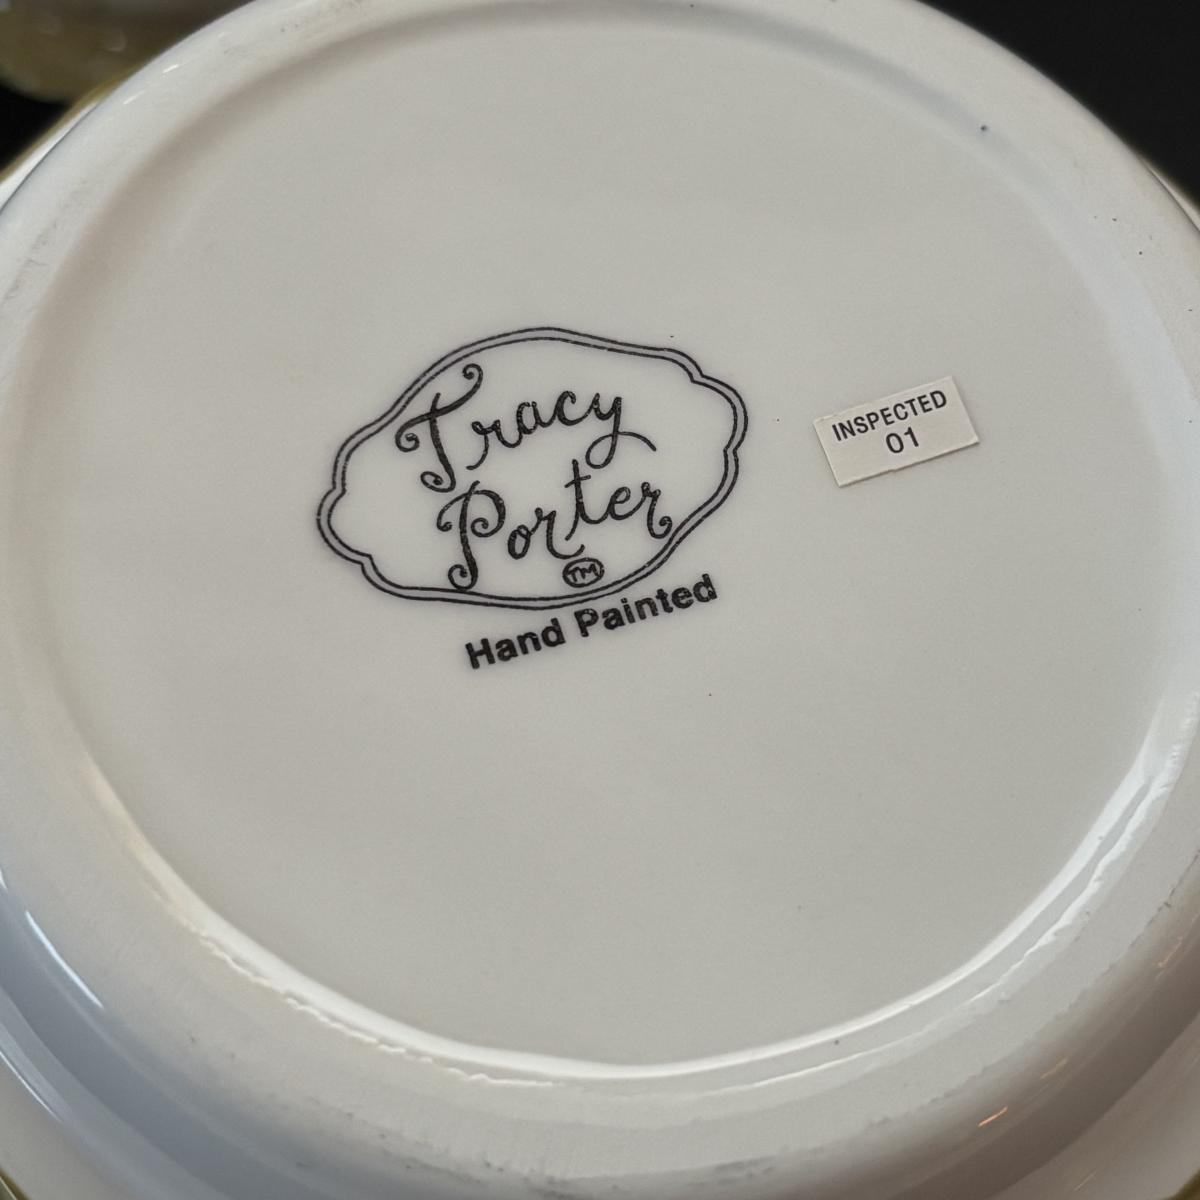 Tracy
Porter
TM
Hand Painted
INSPECTED
01